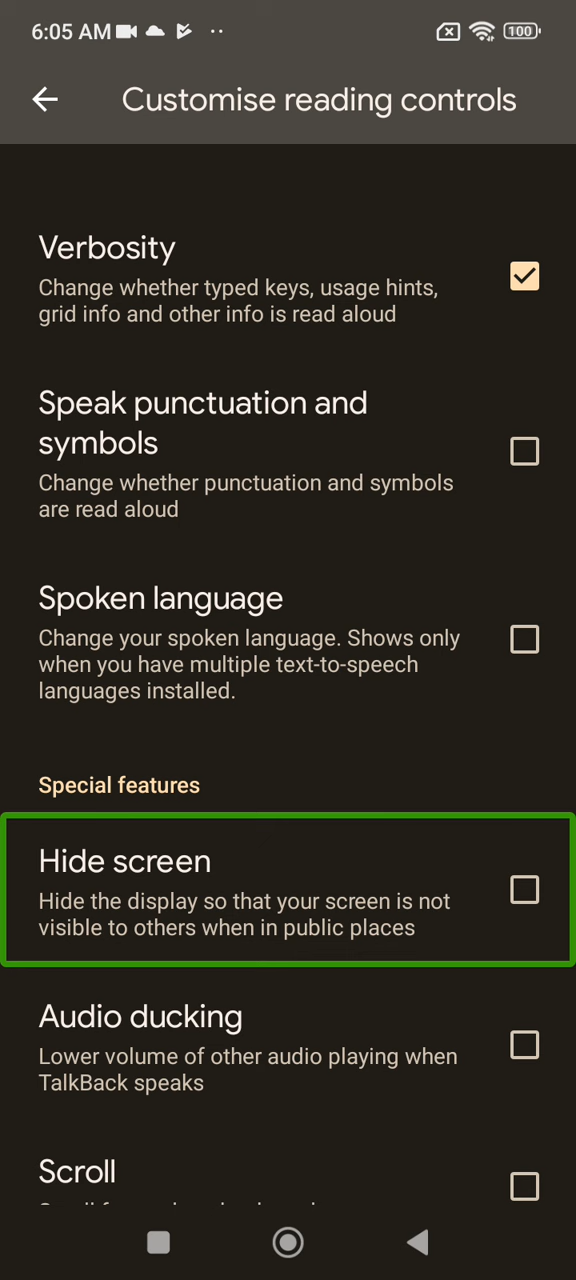 6:05 AM
100
Customise reading controls
Verbosity
Change whether typed keys, usage hints,
grid info and other info is read aloud
Speak punctuation and
symbols
Change whether punctuation and symbols
are read aloud
Spoken language
Change your spoken language. Shows only
when you have multiple text-to-speech
languages installed.
Special features
Hide screen
Hide the display so that your screen is not
visible to others when in public places
Audio ducking
Lower volume of other audio playing when
TalkBack speaks
Scroll